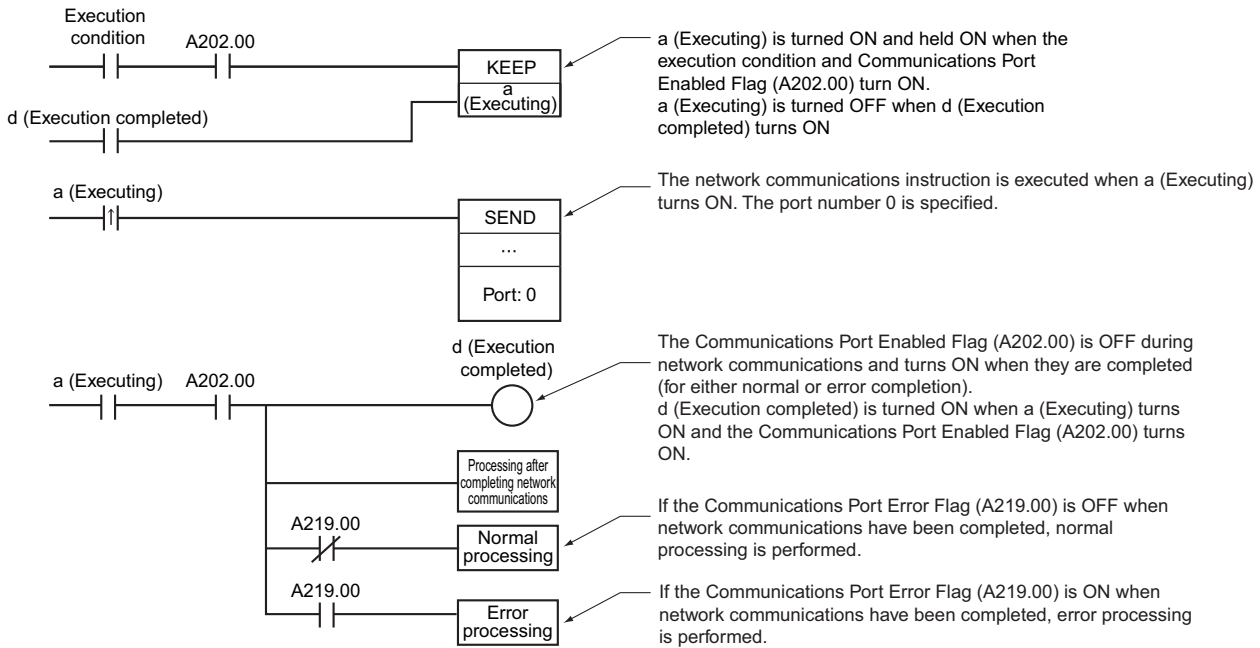 Execution
condition
A202.00
KEEP
a
(Executing)
d (Execution completed)
a (Executing) is turned ON and held ON when the
execution condition and Communications Port
Enabled Flag (A202.00) turn ON.
a (Executing) is turned OFF when d (Execution
completed) turns ON
a (Executing)
↑
SEND
...
Port: 0
The network communications instruction is executed when a (Executing)
turns ON. The port number 0 is specified.
d (Execution
completed)
a (Executing)
A202.00
The Communications Port Enabled Flag (A202.00) is OFF during
network communications and turns ON when they are completed
(for either normal or error completion).
d (Execution completed) is turned ON when a (Executing) turns
ON and the Communications Port Enabled Flag (A202.00) turns
ON.
Processing after
completing network
communications
A219.00
Normal
processing
If the Communications Port Error Flag (A219.00) is OFF when
network communications have been completed, normal
processing is performed.
A219.00
Error
processing
If the Communications Port Error Flag (A219.00) is ON when
network communications have been completed, error processing
is performed.